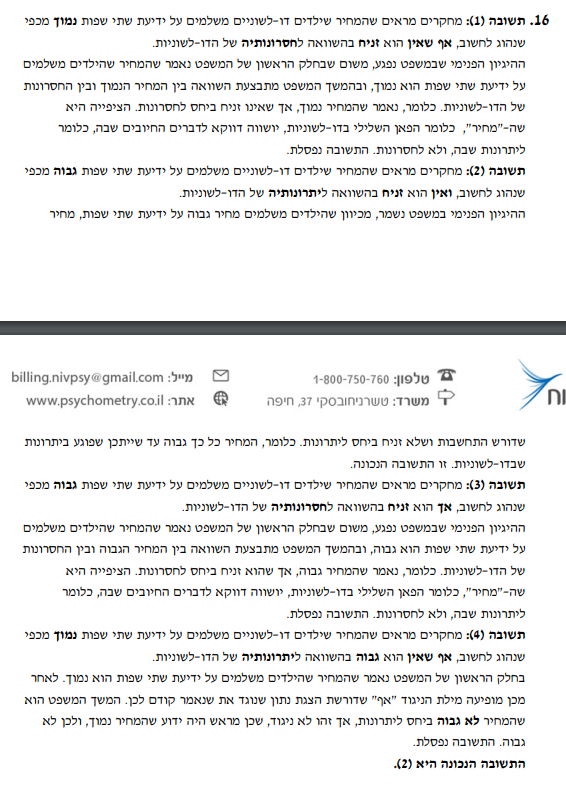 16. תשובה (1): מחקרים מראים שהמחיר שילדים דו-לשוניים משלמים על ידיעת שתי שפות נמוך מכפי
שנהוג לחשוב, אף שאין הוא זניח בהשוואה לחסרונותיה של הדו-לשוניות.
ההיגיון הפנימי שבמשפט נפגע, משום שבחלק הראשון של המשפט נאמר שהמחיר שהילדים משלמים
על ידיעת שתי שפות הוא נמוך, ובהמשך המשפט מתבצעת השוואה בין המחיר הנמוך ובין החסרונות
של הדו-לשוניות. כלומר, נאמר שהמחיר נמוך, אך שאינו זניח ביחס לחסרונות. הציפייה היא
שה-"מחיר", כלומר הפאן השלילי בדו-לשוניות, יושווה דווקא לדברים החיובים שבה, כלומר
ליתרונות שבה, ולא לחסרונות. התשובה נפסלת.
תשובה (2): מחקרים מראים שהמחיר שילדים דו-לשוניים משלמים על ידיעת שתי שפות גבוה מכפי
שנהוג לחשוב, ואין הוא זניח בהשוואה ליתרונותיה של הדו-לשוניות.
ההיגיון הפנימי במשפט נשמר, מכיוון שהילדים משלמים מחיר גבוה על ידיעת שתי שפות, מחיר
טלפון: 1-800-750-760 מייל: billing.nivpsy@gmail.com
משרד: טשרניחובסקי 37, חיפה אתר: www.psychometry.co.il
שדורש התחשבות ושלא זניח ביחס ליתרונות. כלומר, המחיר כל כך גבוה עד שייתכן שפוגע ביתרונות
שבדו-לשוניות. זו התשובה הנכונה.
תשובה (3): מחקרים מראים שהמחיר שילדים דו-לשוניים משלמים על ידיעת שתי שפות גבוה מכפי
שנהוג לחשוב, אך הוא זניח בהשוואה לחסרונותיה של הדו-לשוניות.
ההיגיון הפנימי שבמשפט נפגע, משום שבחלק הראשון של המשפט נאמר שהמחיר שהילדים משלמים
על ידיעת שתי שפות הוא גבוה, ובהמשך המשפט מתבצעת השוואה בין המחיר הגבוה ובין החסרונות
של הדו-לשוניות. כלומר, נאמר שהמחיר גבוה, אך שהוא זניח ביחס לחסרונות. הציפייה היא
שה-"מחיר", כלומר הפאן השלילי בדו-לשוניות, יושווה דווקא לדברים החיובים שבה, כלומר
ליתרונות שבה, ולא לחסרונות. התשובה נפסלת.
תשובה (4): מחקרים מראים שהמחיר שילדים דו-לשוניים משלמים על ידיעת שתי שפות נמוך מכפי
שנהוג לחשוב, אף שאין הוא גבוה בהשוואה ליתרונותיה של הדו-לשוניות.
בחלק הראשון של המשפט נאמר שהמחיר שהילדים משלמים על ידיעת שתי שפות הוא נמוך. לאחר
מכן מופיעה מילת הניגוד "אף" שדורשת הצגת נתון שנוגד את שנאמר קודם לכן. המשך המשפט הוא
שהמחיר לא גבוה ביחס ליתרונות, אך זהו לא ניגוד, שכן מראש היה ידוע שהמחיר נמוך, ולכן לא
גבוה. התשובה נפסלת.
התשובה הנכונה היא (2).